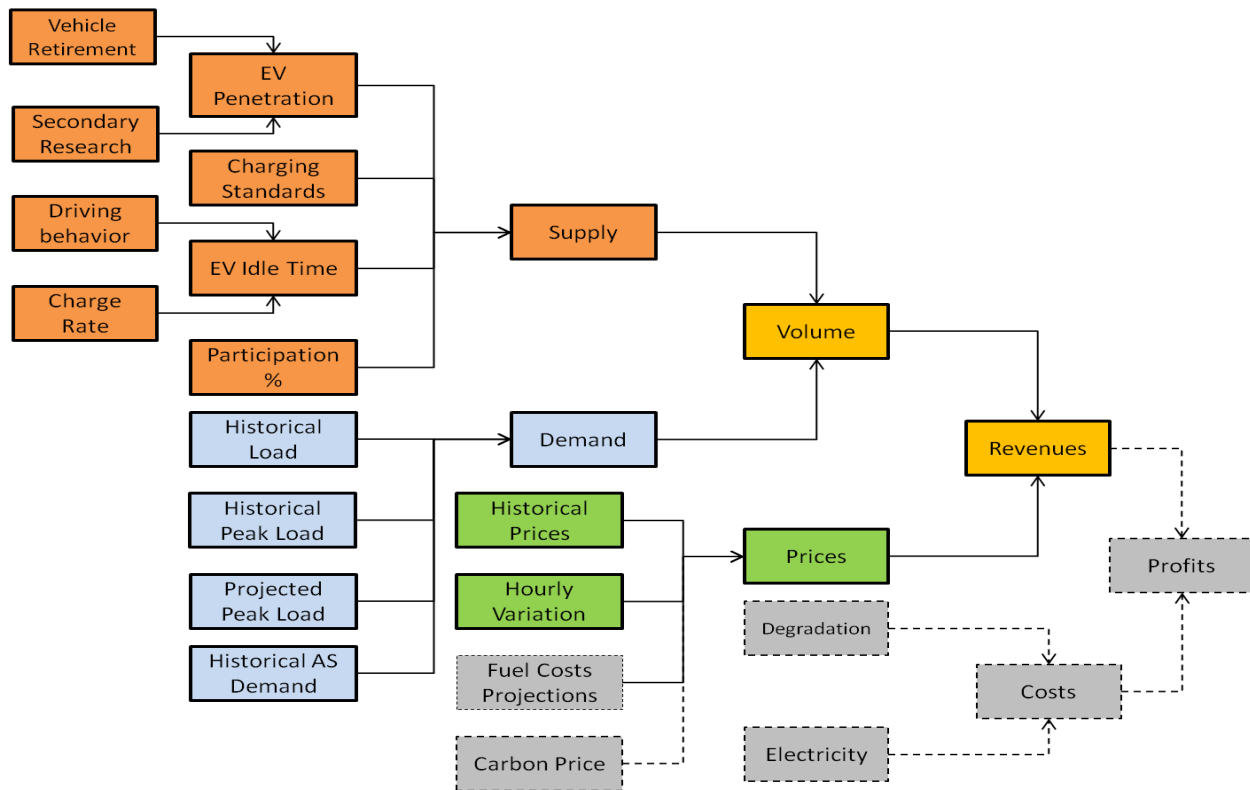 Vehicle
Retirement
EV
Penetration
Secondary
Research
Charging
Standards
Driving
behavior
Supply
EV Idle Time
Charge
Rate
Volume
Participation
%
Historical
Load
Demand
Revenues
Historical
Peak Load
Historical
Prices
Prices
Profits
Projected
Peak Load
Hourly
Variation
Degradation
Historical AS
Demand
Fuel Costs
Projections
Costs
Carbon Price
Electricity